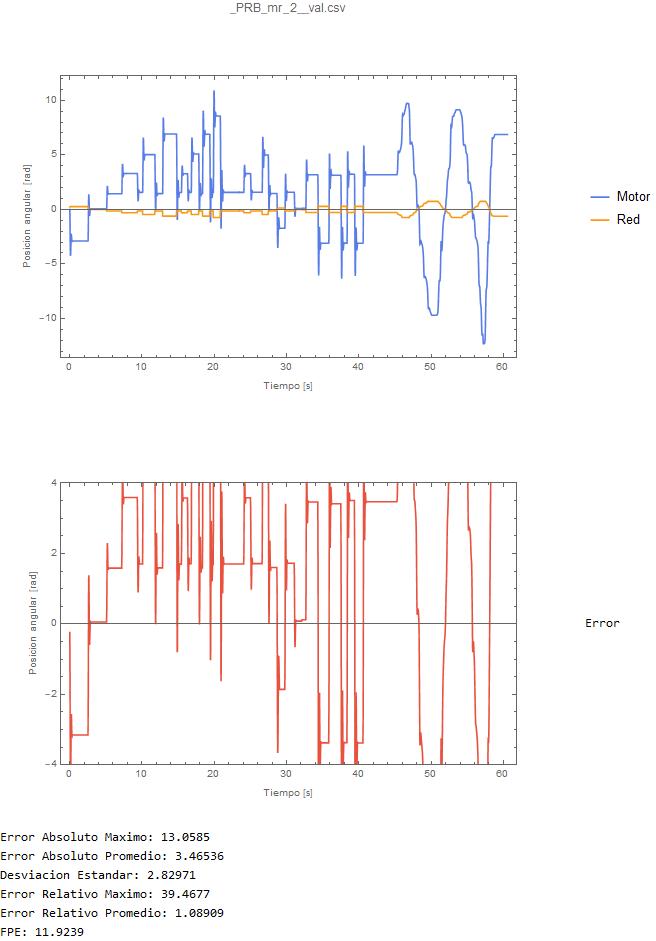 _PRB_mr_2__val.csv
10
5
0
−5
−10
Posicion angular [rad]
0 10 20 30 40 50 60
Tiempo [s]
Motor
Red
4
2
0
−2
−4
Posicion angular [rad]
0 10 20 30 40 50 60
Tiempo [s]
Error
Error Absoluto Maximo: 13.0585
Error Absoluto Promedio: 3.46536
Desviacion Estandar: 2.82971
Error Relativo Maximo: 39.4677
Error Relativo Promedio: 1.08909
FPE: 11.9239